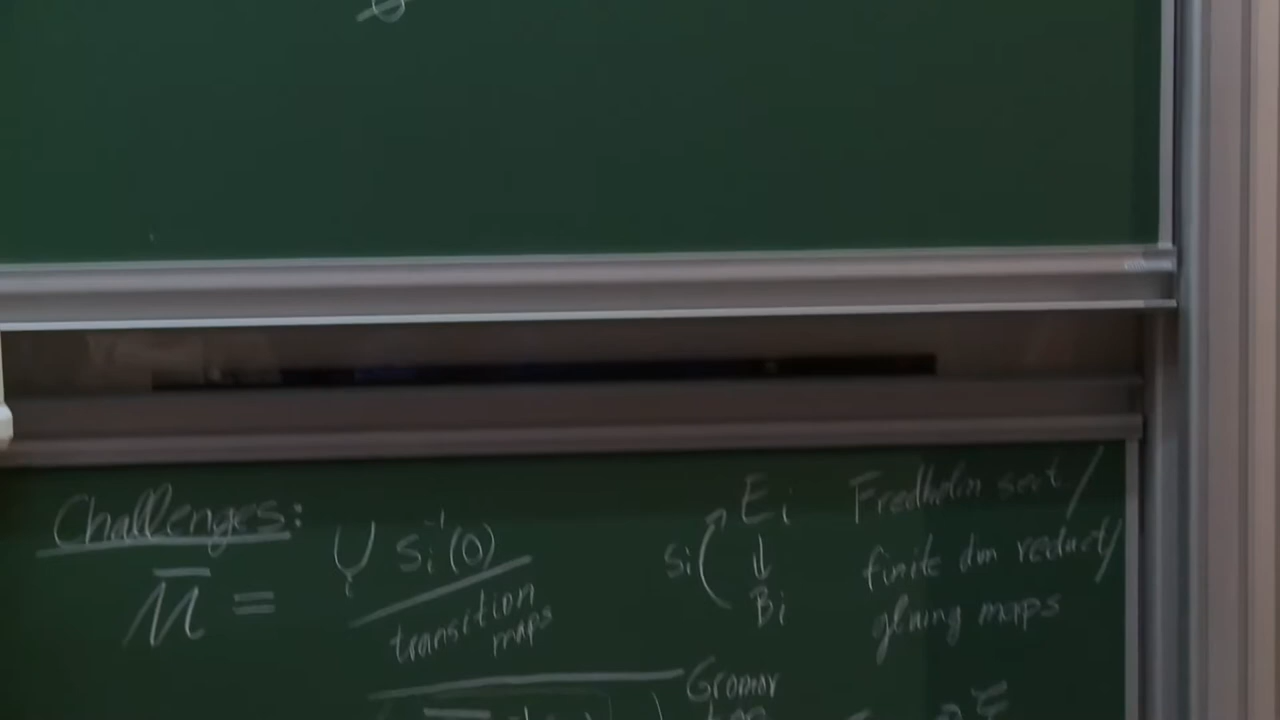 Challenges:
M̅ = ∪ᵢ sᵢ⁻¹(0) / transition maps
sᵢ ( Eᵢ ↓ Bᵢ
Fredholm sect /
finite dim reduct /
gluing maps
Gromov